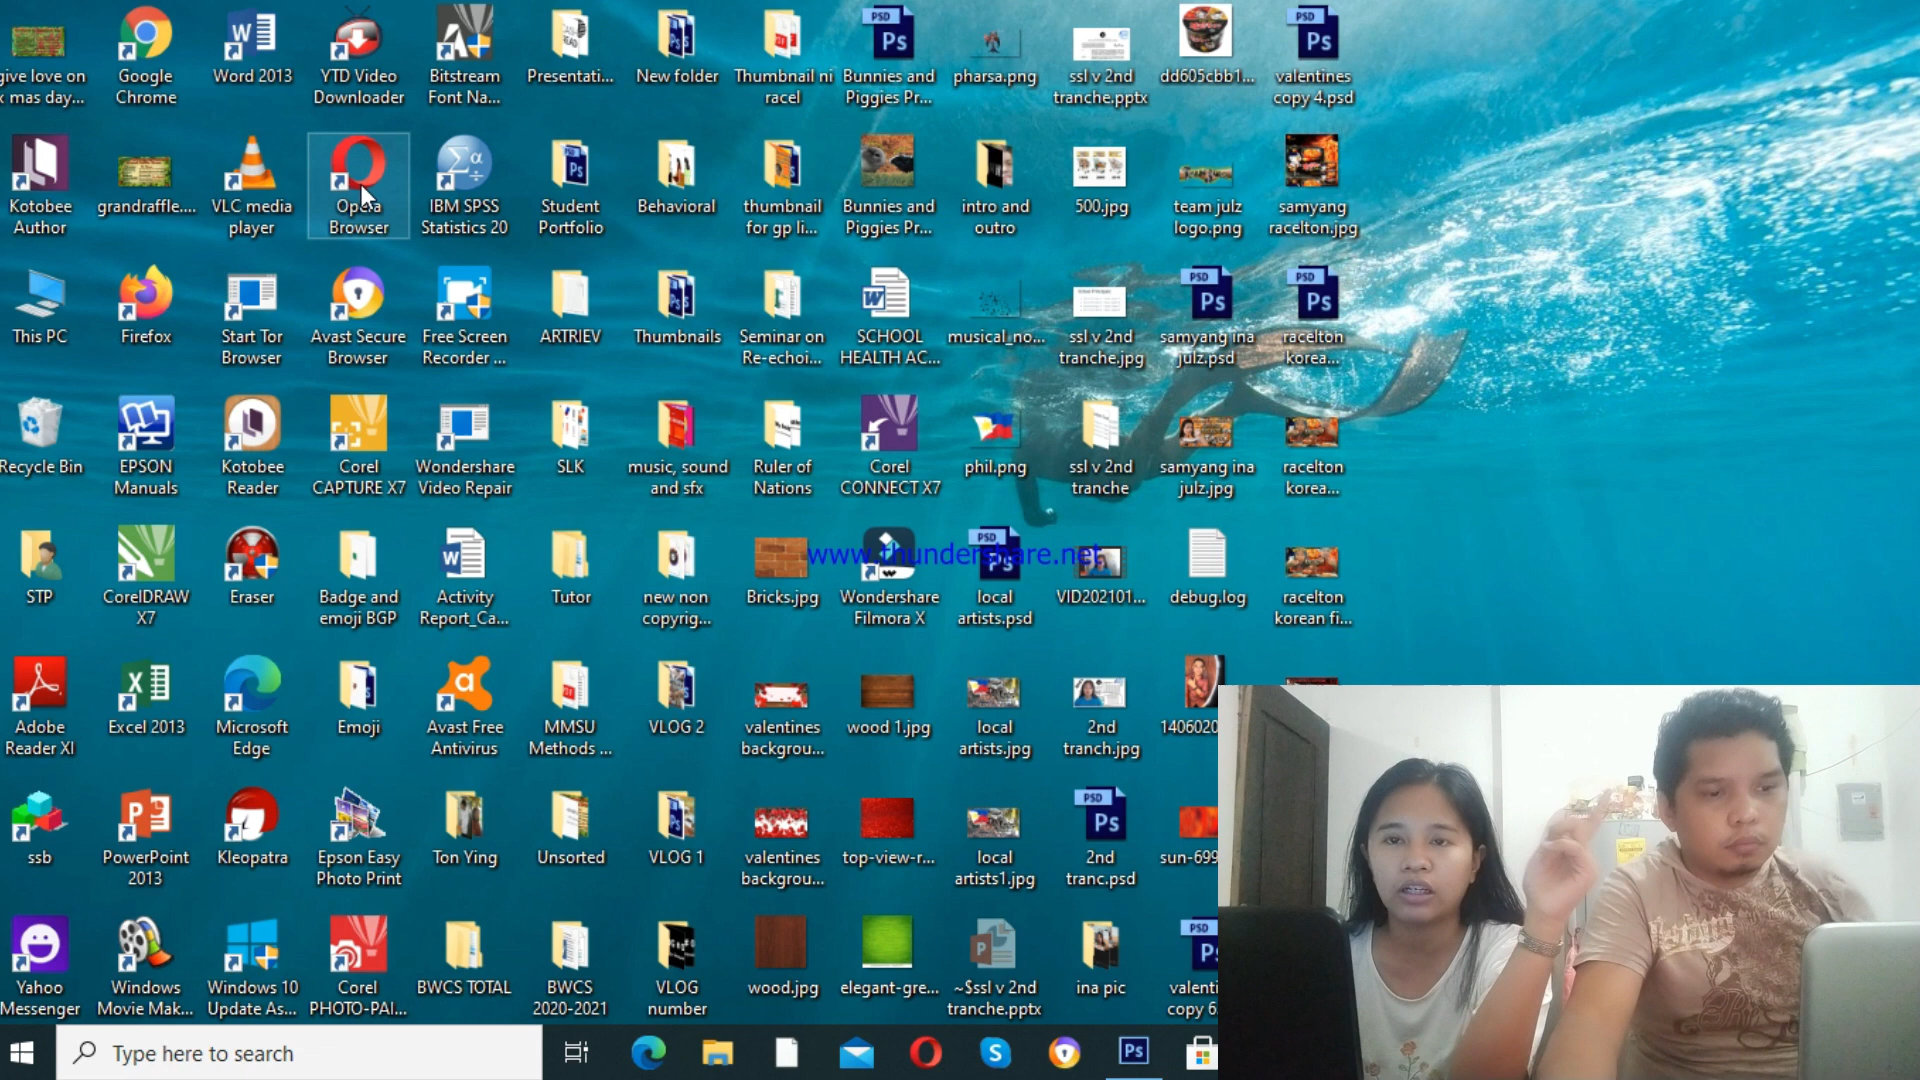 give love on
x mas day...
Google
Chrome
Word 2013
YTD Video
Downloader
Bitstream
Font Na...
Presentati...
New folder
Thumbnail ni
racel
Bunnies and
Piggies Pr...
pharsa.png
ssl v 2nd
tranche.pptx
dd605cbb1...
valentines
copy 4.psd
Kotobee
Author
grandraffle....
VLC media
player
Opera
Browser
IBM SPSS
Statistics 20
Student
Portfolio
Behavioral
thumbnail
for gp li...
Bunnies and
Piggies Pr...
intro and
outro
500.jpg
team julz
logo.png
samyang
racelton.jpg
This PC
Firefox
Start Tor
Browser
Avast Secure
Browser
Free Screen
Recorder ...
ARTRIEV
Thumbnails
Seminar on
Re-echoi...
SCHOOL
HEALTH AC...
musical_no...
ssl v 2nd
tranche.jpg
samyang ina
julz.psd
racelton
korea...
Recycle Bin
EPSON
Manuals
Kotobee
Reader
Corel
CAPTURE X7
Wondershare
Video Repair
SLK
music, sound
and sfx
Ruler of
Nations
Corel
CONNECT X7
phil.png
ssl v 2nd
tranche
samyang ina
julz.jpg
racelton
korea...
www.thundershare.net
STP
CorelDRAW
X7
Eraser
Badge and
emoji BGP
Activity
Report_Ca...
Tutor
new non
copyrig...
Bricks.jpg
Wondershare
Filmora X
local
artists.psd
VID202101...
debug.log
racelton
korean fi...
Adobe
Reader XI
Excel 2013
Microsoft
Edge
Emoji
Avast Free
Antivirus
MMSU
Methods ...
VLOG 2
valentines
backgrou...
wood 1.jpg
local
artists.jpg
2nd
tranch.jpg
1406020
ssb
PowerPoint
2013
Kleopatra
Epson Easy
Photo Print
Ton Ying
Unsorted
VLOG 1
valentines
backgrou...
top-view-r...
local
artists1.jpg
2nd
tranc.psd
sun-699
Yahoo
Messenger
Windows
Movie Mak...
Windows 10
Update As...
Corel
PHOTO-PAI...
BWCS TOTAL
BWCS
2020-2021
VLOG
number
wood.jpg
elegant-gre...
~$ssl v 2nd
tranche.pptx
ina pic
valenti
copy 6
Type here to search